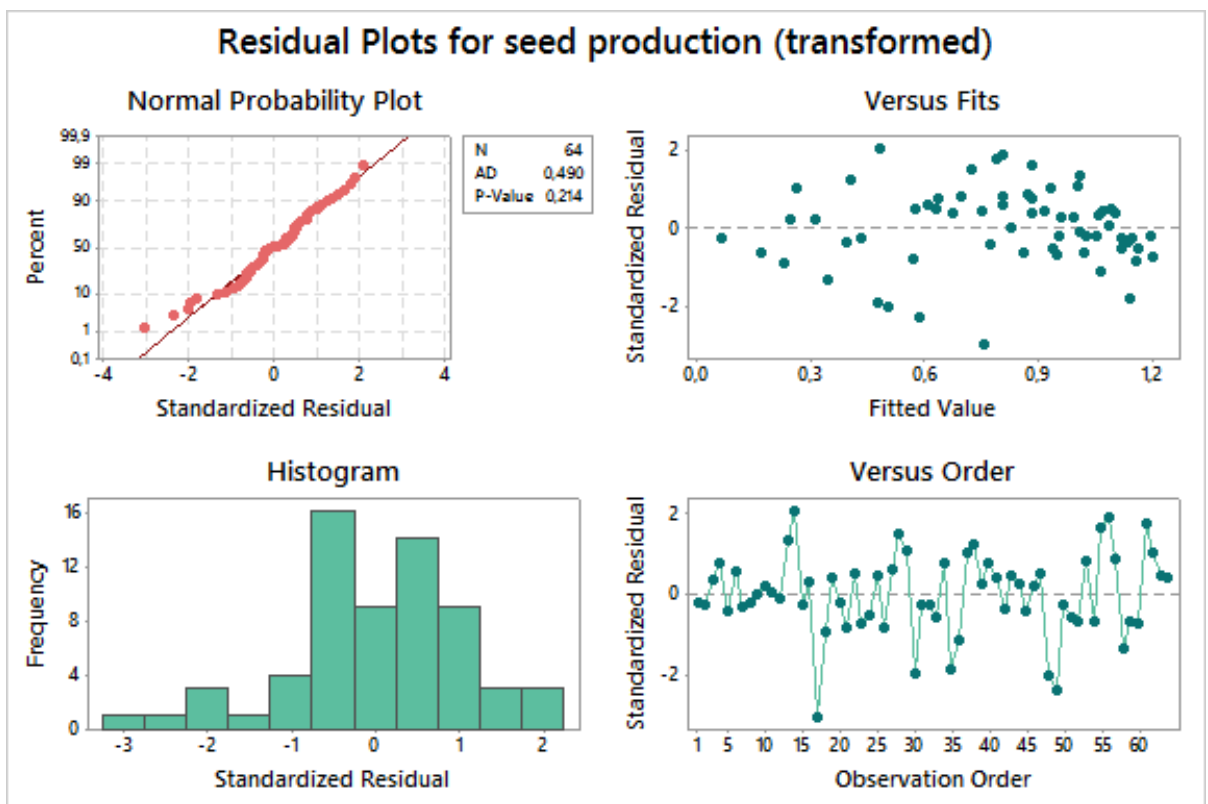 Residual Plots for seed production (transformed)
Normal Probability Plot
99,9
99
90
50
10
1
0,1
Percent
-4 -2 0 2 4
Standardized Residual
N 64
AD 0,490
P-Value 0,214
Versus Fits
2
0
-2
Standardized Residual
0,0 0,3 0,6 0,9 1,2
Fitted Value
Histogram
16
12
8
4
0
Frequency
-3 -2 -1 0 1 2
Standardized Residual
Versus Order
2
0
-2
Standardized Residual
1 5 10 15 20 25 30 35 40 45 50 55 60
Observation Order